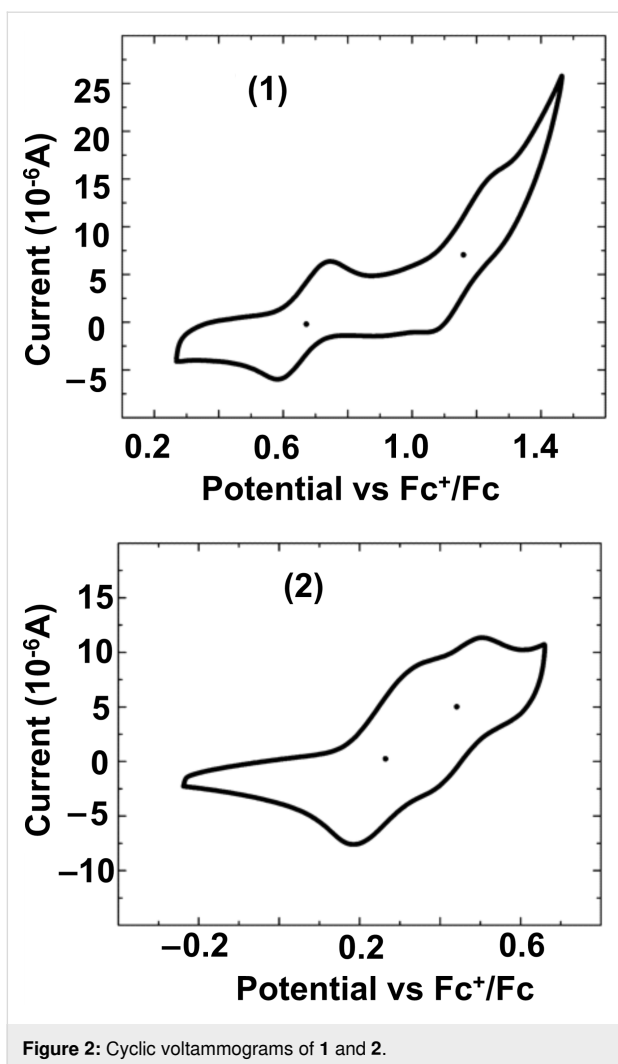 (1)
25
20
15
10
5
0
−5
Current (10⁻⁶A)
0.2 0.6 1.0 1.4
Potential vs Fc⁺/Fc
(2)
15
10
5
0
−5
−10
Current (10⁻⁶A)
−0.2 0.2 0.6
Potential vs Fc⁺/Fc
Figure 2: Cyclic voltammograms of 1 and 2.